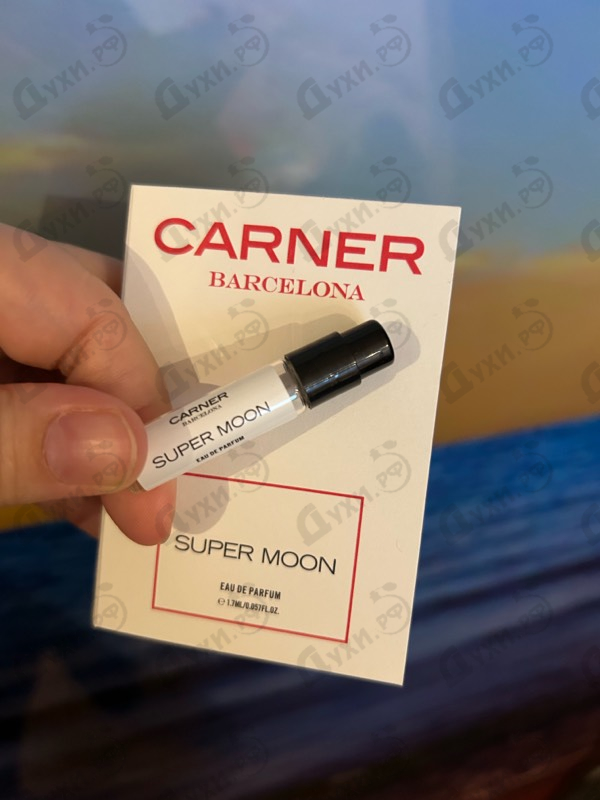 CARNER
BARCELONA
CARNER
BARCELONA
SUPER MOON
EAU DE PARFUM
SUPER MOON
EAU DE PARFUM
℮ 1.7ML/0.057FL.OZ.
Духи.рф